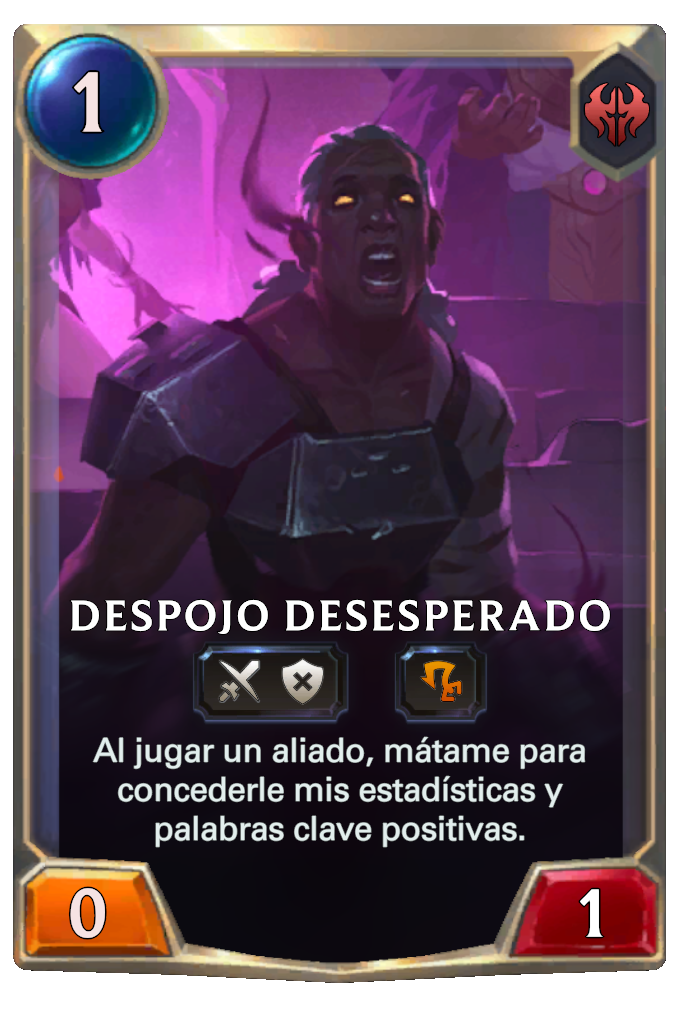 1
DESPOJO DESESPERADO
Al jugar un aliado, mátame para
concederle mis estadísticas y
palabras clave positivas.
0
1